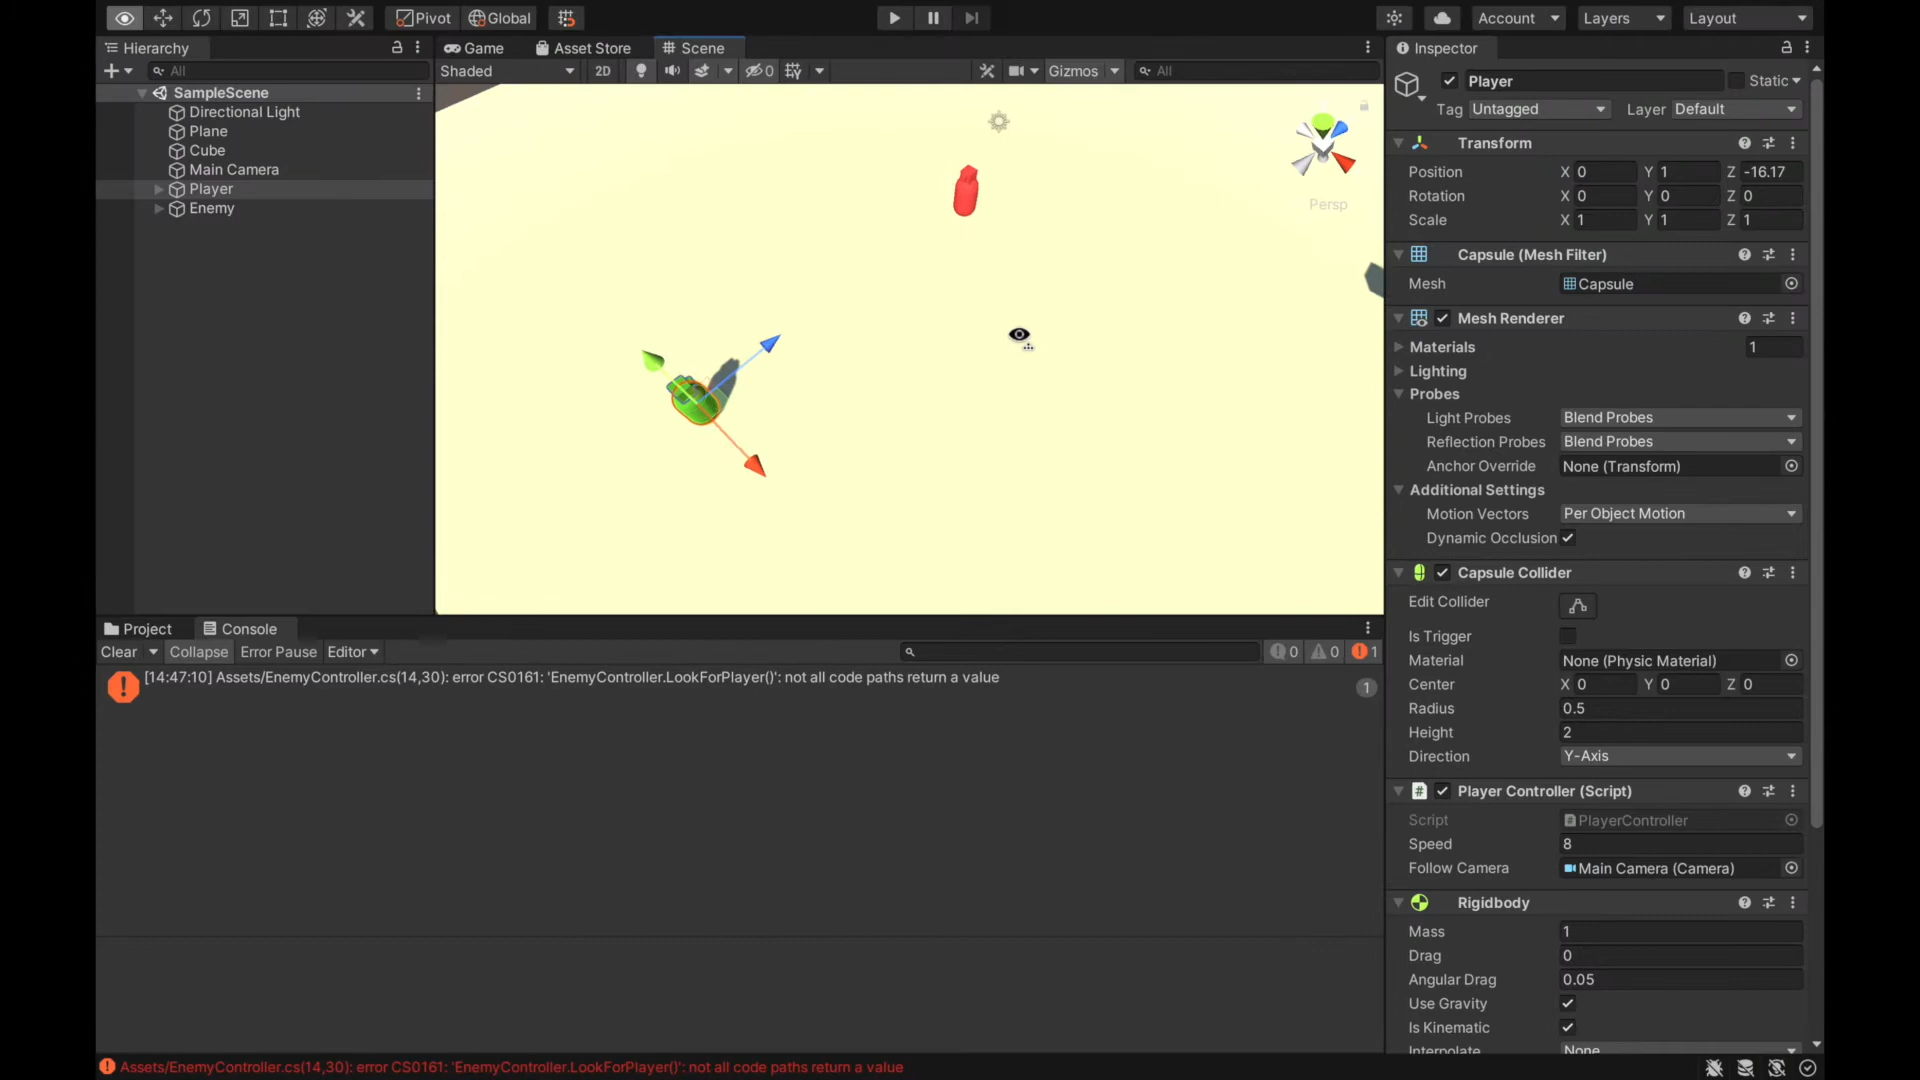 Pivot Global Account Layers Layout
Hierarchy
All
SampleScene
Directional Light
Plane
Cube
Main Camera
Player
Enemy
Game Asset Store Scene
Shaded 2D 0 Gizmos All
Persp
Project Console
Clear Collapse Error Pause Editor 0 0 1
[14:47:10] Assets/EnemyController.cs(14,30): error CS0161: 'EnemyController.LookForPlayer()': not all code paths return a value
1
Inspector
Player Static
Tag Untagged Layer Default
Transform
Position X 0 Y 1 Z -16.17
Rotation X 0 Y 0 Z 0
Scale X 1 Y 1 Z 1
Capsule (Mesh Filter)
Mesh Capsule
Mesh Renderer
Materials 1
Lighting
Probes
Light Probes Blend Probes
Reflection Probes Blend Probes
Anchor Override None (Transform)
Additional Settings
Motion Vectors Per Object Motion
Dynamic Occlusion
Capsule Collider
Edit Collider
Is Trigger
Material None (Physic Material)
Center X 0 Y 0 Z 0
Radius 0.5
Height 2
Direction Y-Axis
# Player Controller (Script)
Script PlayerController
Speed 8
Follow Camera Main Camera (Camera)
Rigidbody
Mass 1
Drag 0
Angular Drag 0.05
Use Gravity
Is Kinematic
Interpolate None
Assets/EnemyController.cs(14,30): error CS0161: 'EnemyController.LookForPlayer()': not all code paths return a value